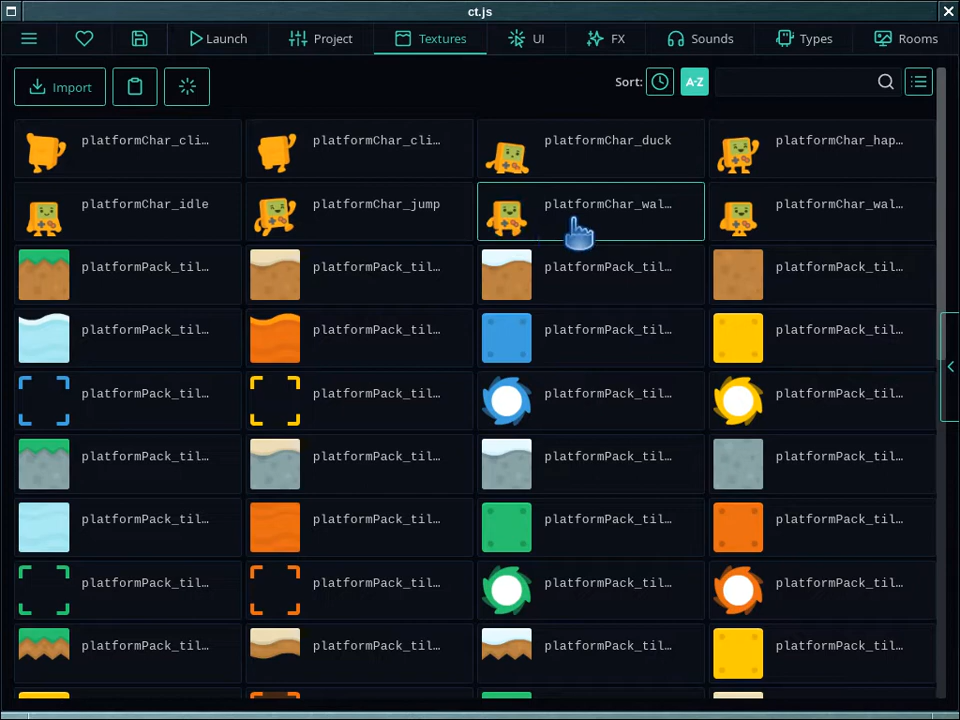 ct.js
Launch Project Textures UI FX Sounds Types Rooms
Import Sort: A-Z
platformChar_cli… platformChar_cli… platformChar_duck platformChar_hap…
platformChar_idle platformChar_jump platformChar_wal… platformChar_wal…
platformPack_til… platformPack_til… platformPack_til… platformPack_til…
platformPack_til… platformPack_til… platformPack_til… platformPack_til…
platformPack_til… platformPack_til… platformPack_til… platformPack_til…
platformPack_til… platformPack_til… platformPack_til… platformPack_til…
platformPack_til… platformPack_til… platformPack_til… platformPack_til…
platformPack_til… platformPack_til… platformPack_til… platformPack_til…
platformPack_til… platformPack_til… platformPack_til… platformPack_til…